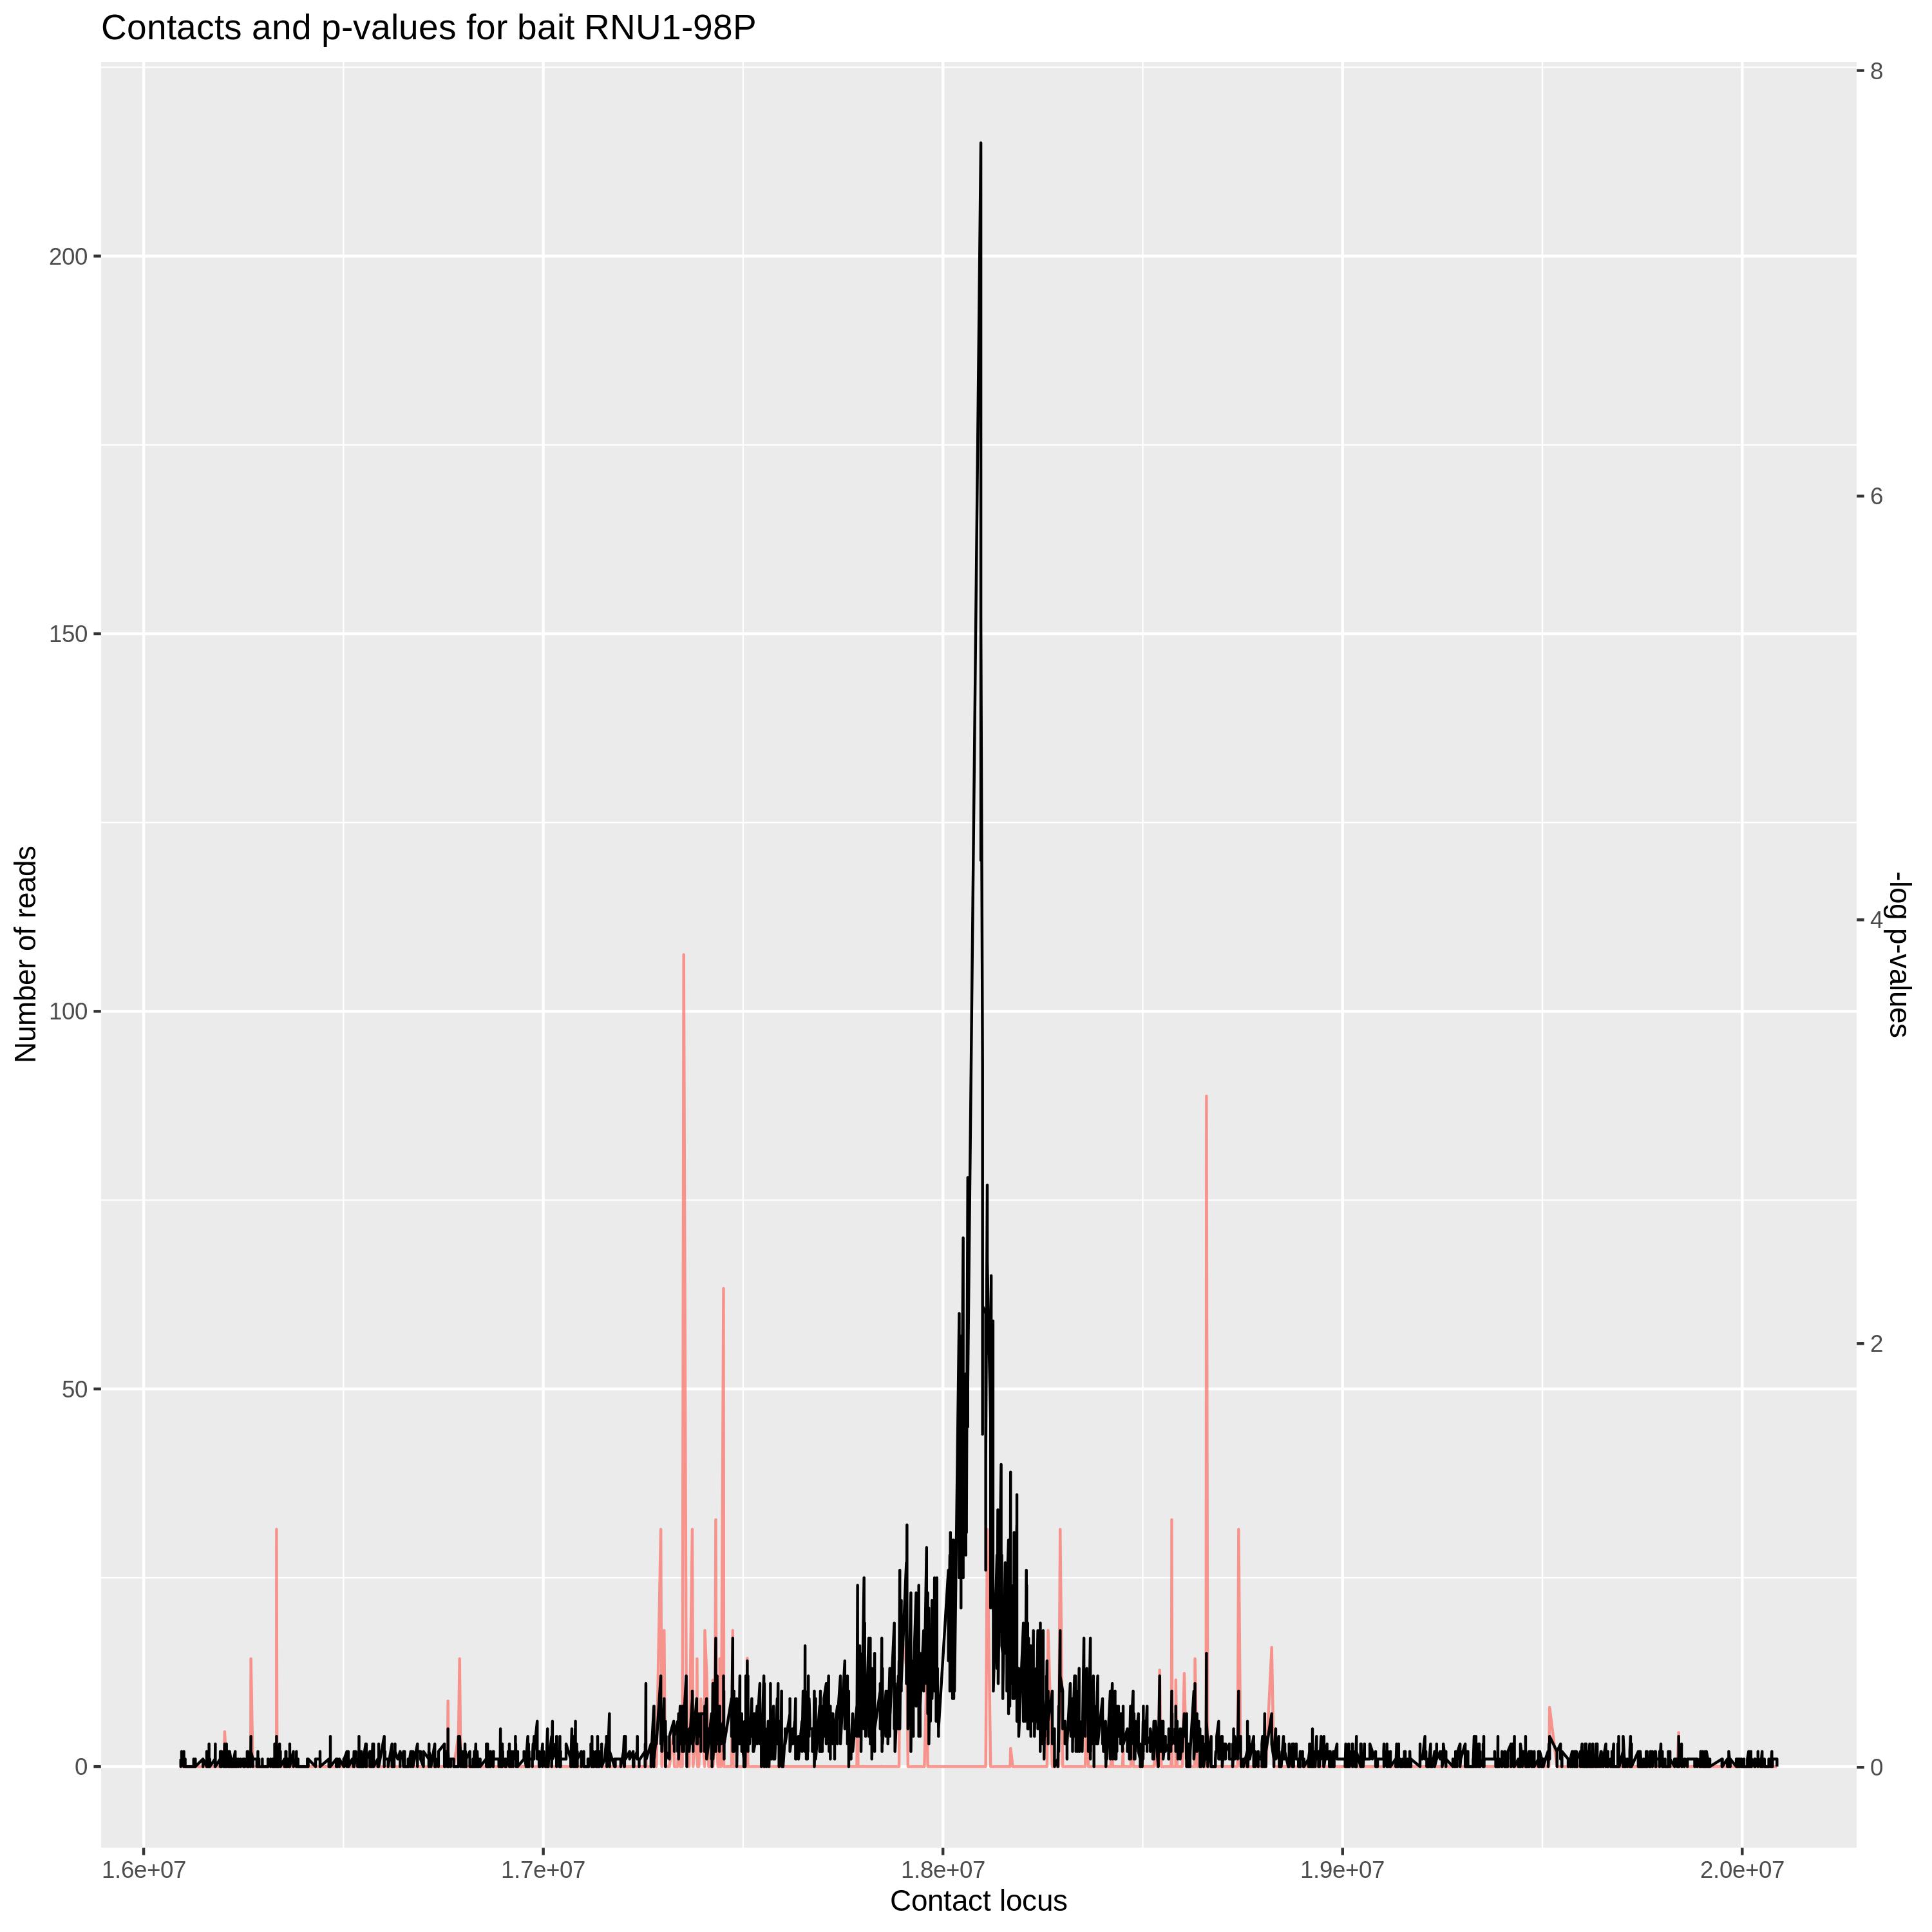 Contacts and p-values for bait RNU1-98P
Number of reads
200
150
100
50
0
8
6
4
2
0
-log p-values
1.6e+07 1.7e+07 1.8e+07 1.9e+07 2.0e+07
Contact locus